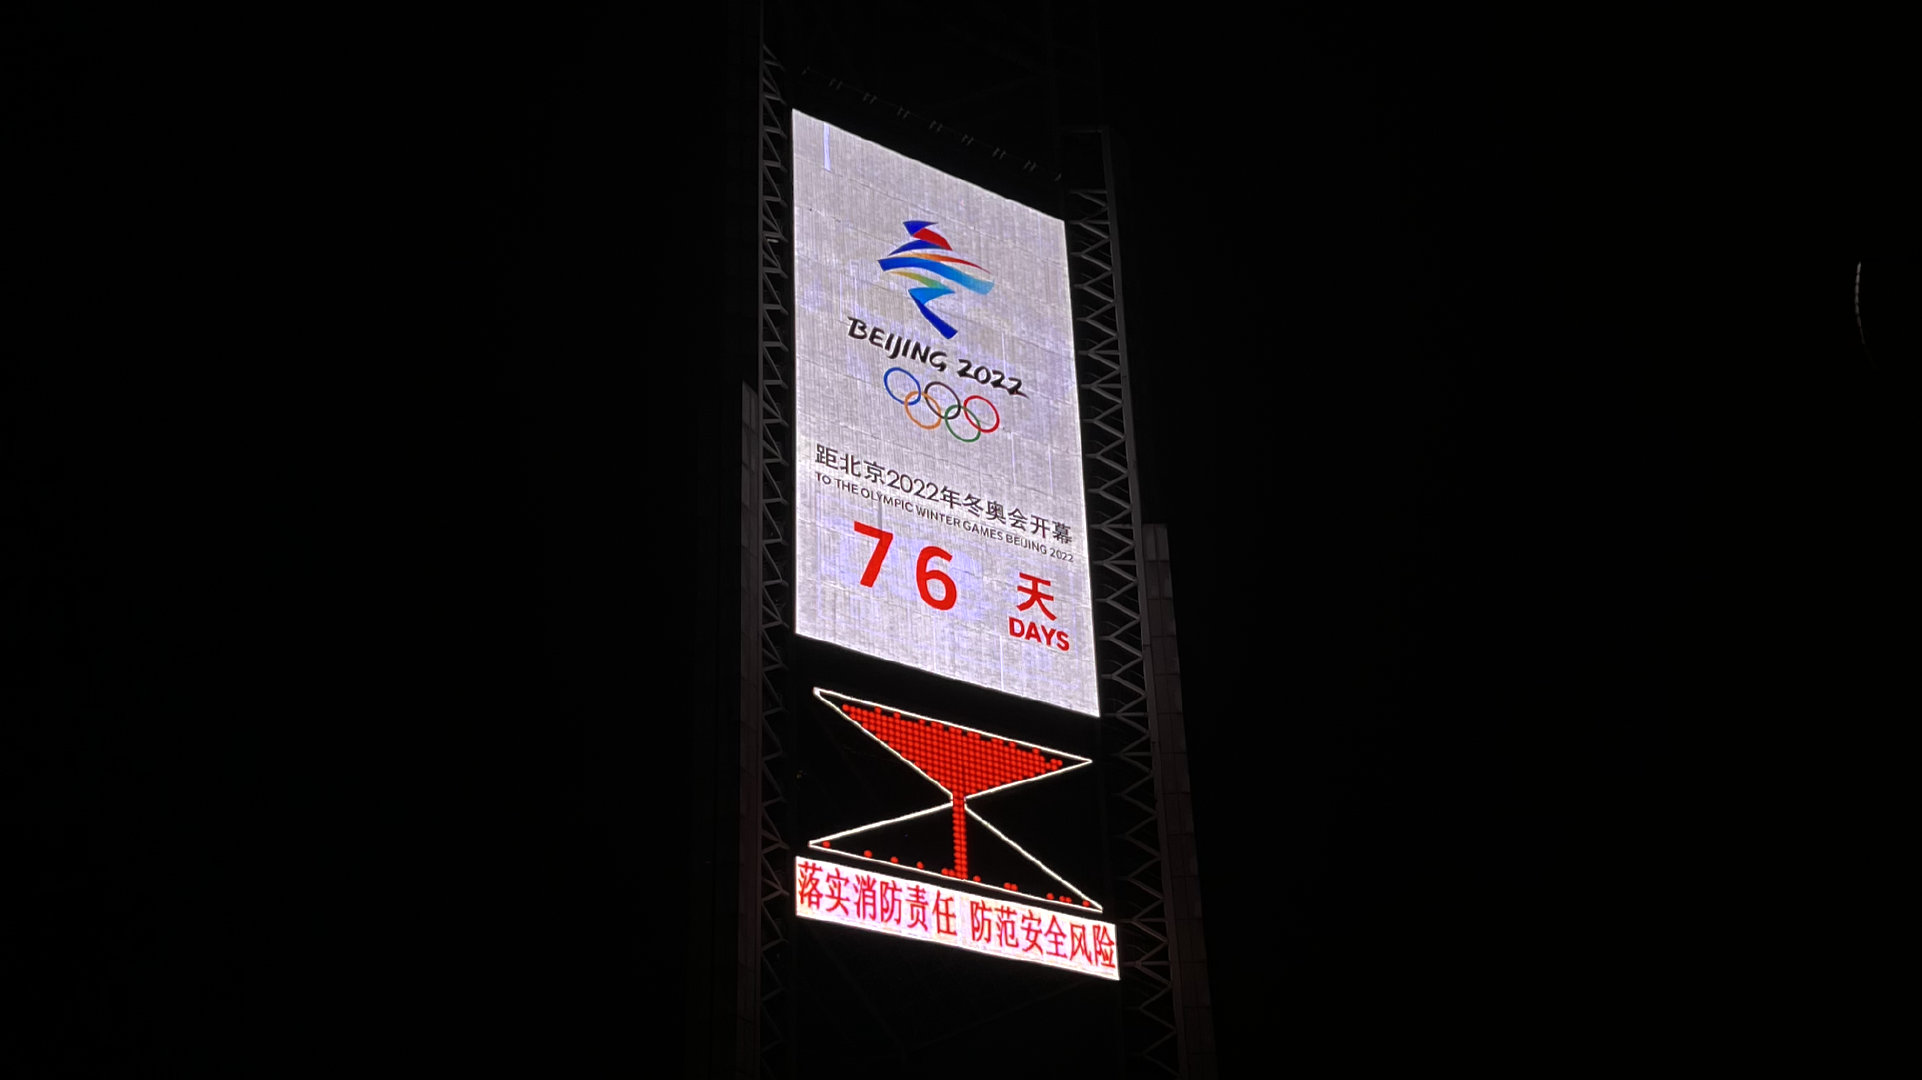 BEIJING 2022
距北京2022年冬奥会开幕
TO THE OLYMPIC WINTER GAMES BEIJING 2022
76 天
DAYS
落实消防责任 防范安全风险